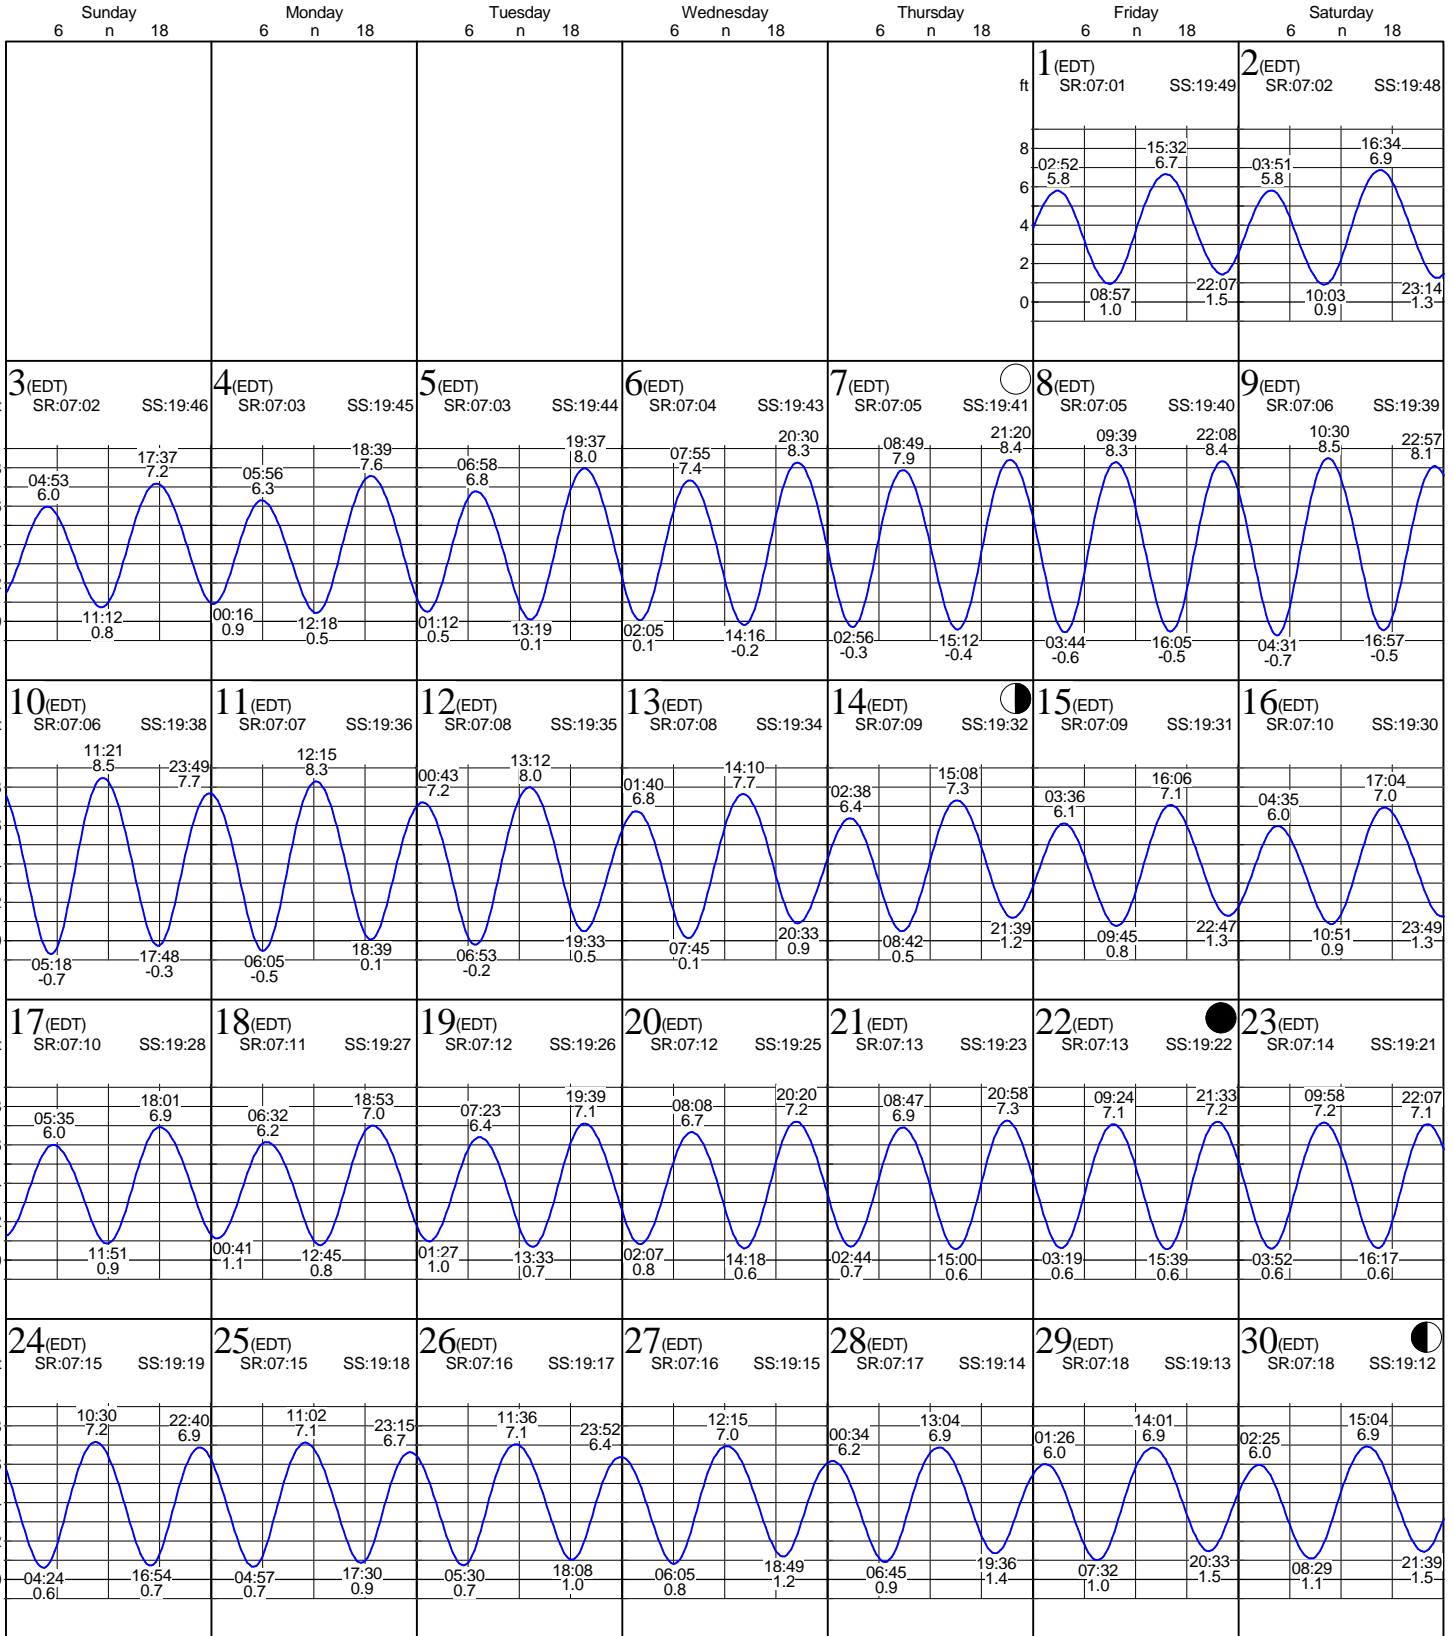 Sunday Monday Tuesday Wednesday Thursday Friday Saturday
6 n 18 6 n 18 6 n 18 6 n 18 6 n 18 6 n 18 6 n 18
1(EDT) 2(EDT)
ft SR:07:01 SS:19:49 SR:07:02 SS:19:48
8 6 4 2 0
02:52 5.8 08:57 1.0 15:32 6.7 22:07 1.5
03:51 5.8 10:03 0.9 16:34 6.9 23:14 1.3
3(EDT) 4(EDT) 5(EDT) 6(EDT) 7(EDT) 8(EDT) 9(EDT)
SR:07:02 SS:19:46 SR:07:03 SS:19:45 SR:07:03 SS:19:44 SR:07:04 SS:19:43 SR:07:05 SS:19:41 SR:07:05 SS:19:40 SR:07:06 SS:19:39
04:53 6.0 11:12 0.8 17:37 7.2
00:16 0.9 05:56 6.3 12:18 0.5 18:39 7.6
01:12 0.5 06:58 6.8 13:19 0.1 19:37 8.0
02:05 0.1 07:55 7.4 14:16 -0.2 20:30 8.3
02:56 -0.3 08:49 7.9 15:12 -0.4 21:20 8.4
03:44 -0.6 09:39 8.3 16:05 -0.5 22:08 8.4
04:31 -0.7 10:30 8.5 16:57 -0.5 22:57 8.1
10(EDT) 11(EDT) 12(EDT) 13(EDT) 14(EDT) 15(EDT) 16(EDT)
SR:07:06 SS:19:38 SR:07:07 SS:19:36 SR:07:08 SS:19:35 SR:07:08 SS:19:34 SR:07:09 SS:19:32 SR:07:09 SS:19:31 SR:07:10 SS:19:30
05:18 -0.7 11:21 8.5 17:48 -0.3 23:49 7.7
06:05 -0.5 12:15 8.3 18:39 0.1
00:43 7.2 06:53 -0.2 13:12 8.0 19:33 0.5
01:40 6.8 07:45 0.1 14:10 7.7 20:33 0.9
02:38 6.4 08:42 0.5 15:08 7.3 21:39 1.2
03:36 6.1 09:45 0.8 16:06 7.1 22:47 1.3
04:35 6.0 10:51 0.9 17:04 7.0 23:49 1.3
17(EDT) 18(EDT) 19(EDT) 20(EDT) 21(EDT) 22(EDT) 23(EDT)
SR:07:10 SS:19:28 SR:07:11 SS:19:27 SR:07:12 SS:19:26 SR:07:12 SS:19:25 SR:07:13 SS:19:23 SR:07:13 SS:19:22 SR:07:14 SS:19:21
05:35 6.0 11:51 0.9 18:01 6.9
00:41 1.1 06:32 6.2 12:45 0.8 18:53 7.0
01:27 1.0 07:23 6.4 13:33 0.7 19:39 7.1
02:07 0.8 08:08 6.7 14:18 0.6 20:20 7.2
02:44 0.7 08:47 6.9 15:00 0.6 20:58 7.3
03:19 0.6 09:24 7.1 15:39 0.6 21:33 7.2
03:52 0.6 09:58 7.2 16:17 0.6 22:07 7.1
24(EDT) 25(EDT) 26(EDT) 27(EDT) 28(EDT) 29(EDT) 30(EDT)
SR:07:15 SS:19:19 SR:07:15 SS:19:18 SR:07:16 SS:19:17 SR:07:16 SS:19:15 SR:07:17 SS:19:14 SR:07:18 SS:19:13 SR:07:18 SS:19:12
04:24 0.6 10:30 7.2 16:54 0.7 22:40 6.9
04:57 0.7 11:02 7.1 17:30 0.9 23:15 6.7
05:30 0.7 11:36 7.1 18:08 1.0 23:52 6.4
06:05 0.8 12:15 7.0 18:49 1.2
00:34 6.2 06:45 0.9 13:04 6.9 19:36 1.4
01:26 6.0 07:32 1.0 14:01 6.9 20:33 1.5
02:25 6.0 08:29 1.1 15:04 6.9 21:39 1.5